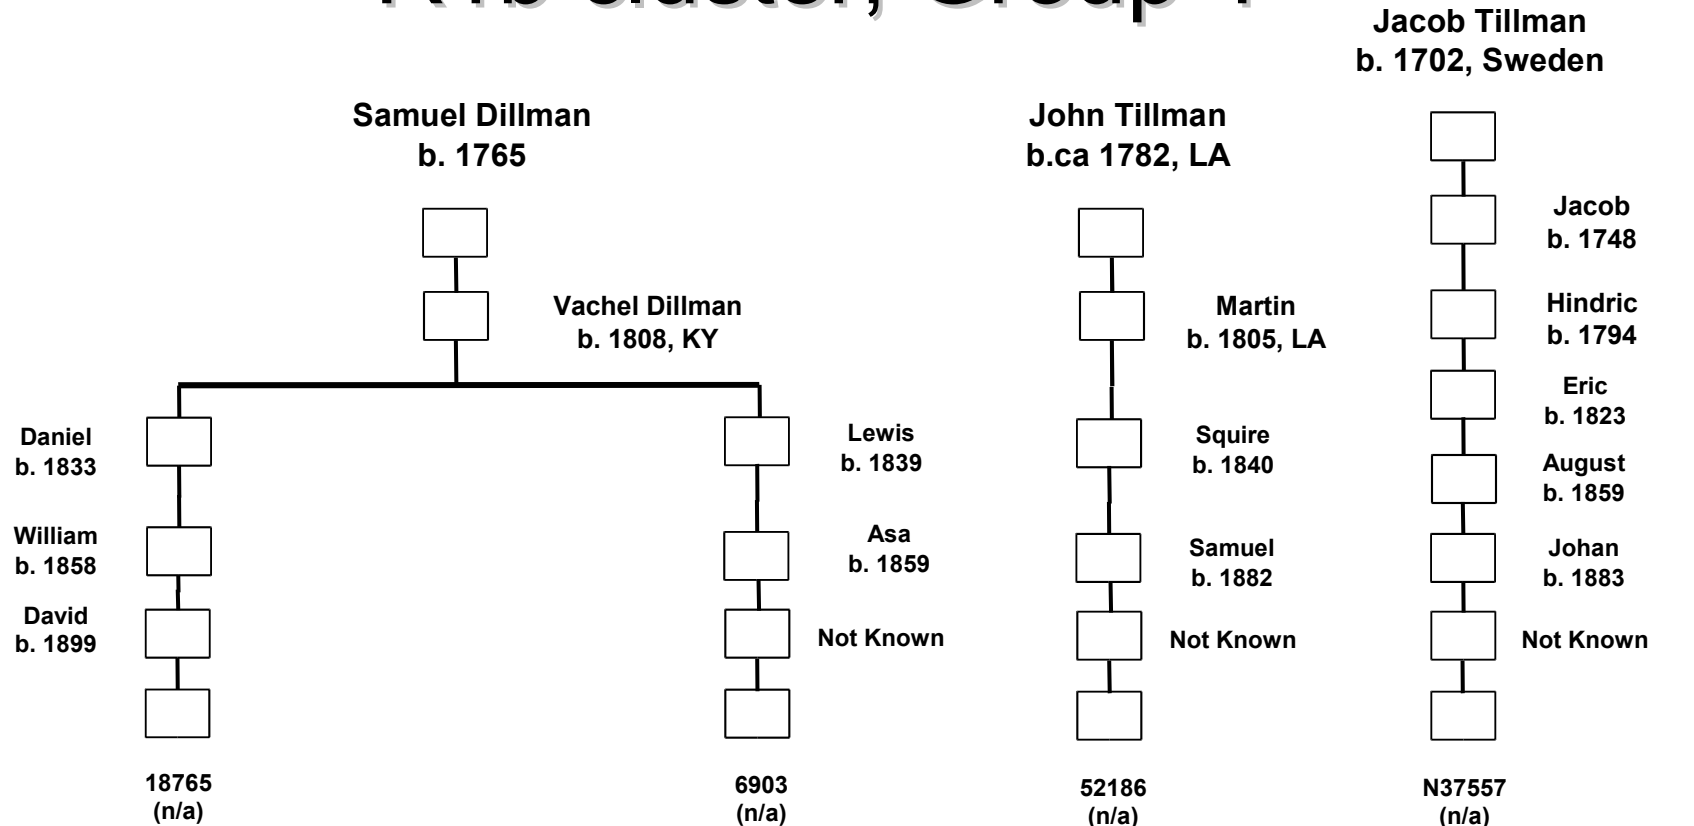 cluster, Group
Jacob Tillman
b. 1702, Sweden
Samuel Dillman
b. 1765
John Tillman
b.ca 1782, LA
Jacob
b. 1748
Vachel Dillman
b. 1808, KY
Martin
b. 1805, LA
Hindric
b. 1794
Eric
b. 1823
Daniel
b. 1833
Lewis
b. 1839
Squire
b. 1840
August
b. 1859
William
b. 1858
Asa
b. 1859
Samuel
b. 1882
Johan
b. 1883
David
b. 1899
Not Known
Not Known
Not Known
18765
(n/a)
6903
(n/a)
52186
(n/a)
N37557
(n/a)